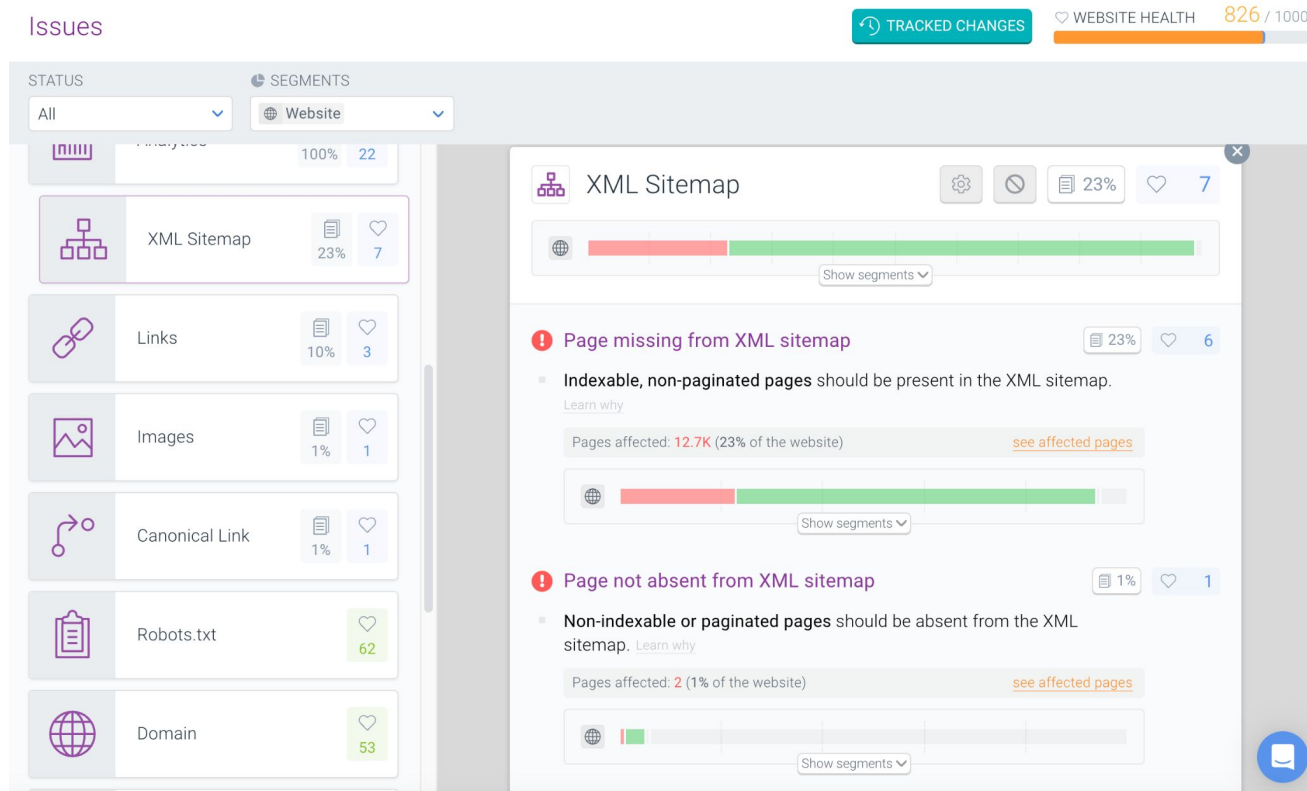 Issues
TRACKED CHANGES
WEBSITE HEALTH 826 / 1000
STATUS
SEGMENTS
All
Website
Analytics
100% 22
XML Sitemap
23% 7
Links
10% 3
Images
1% 1
Canonical Link
1% 1
Robots.txt
62
Domain
53
XML Sitemap
23% 7
Show segments
Page missing from XML sitemap
23% 6
Indexable, non-paginated pages should be present in the XML sitemap.
Learn why
Pages affected: 12.7K (23% of the website)
see affected pages
Show segments
Page not absent from XML sitemap
1% 1
Non-indexable or paginated pages should be absent from the XML
sitemap. Learn why
Pages affected: 2 (1% of the website)
see affected pages
Show segments